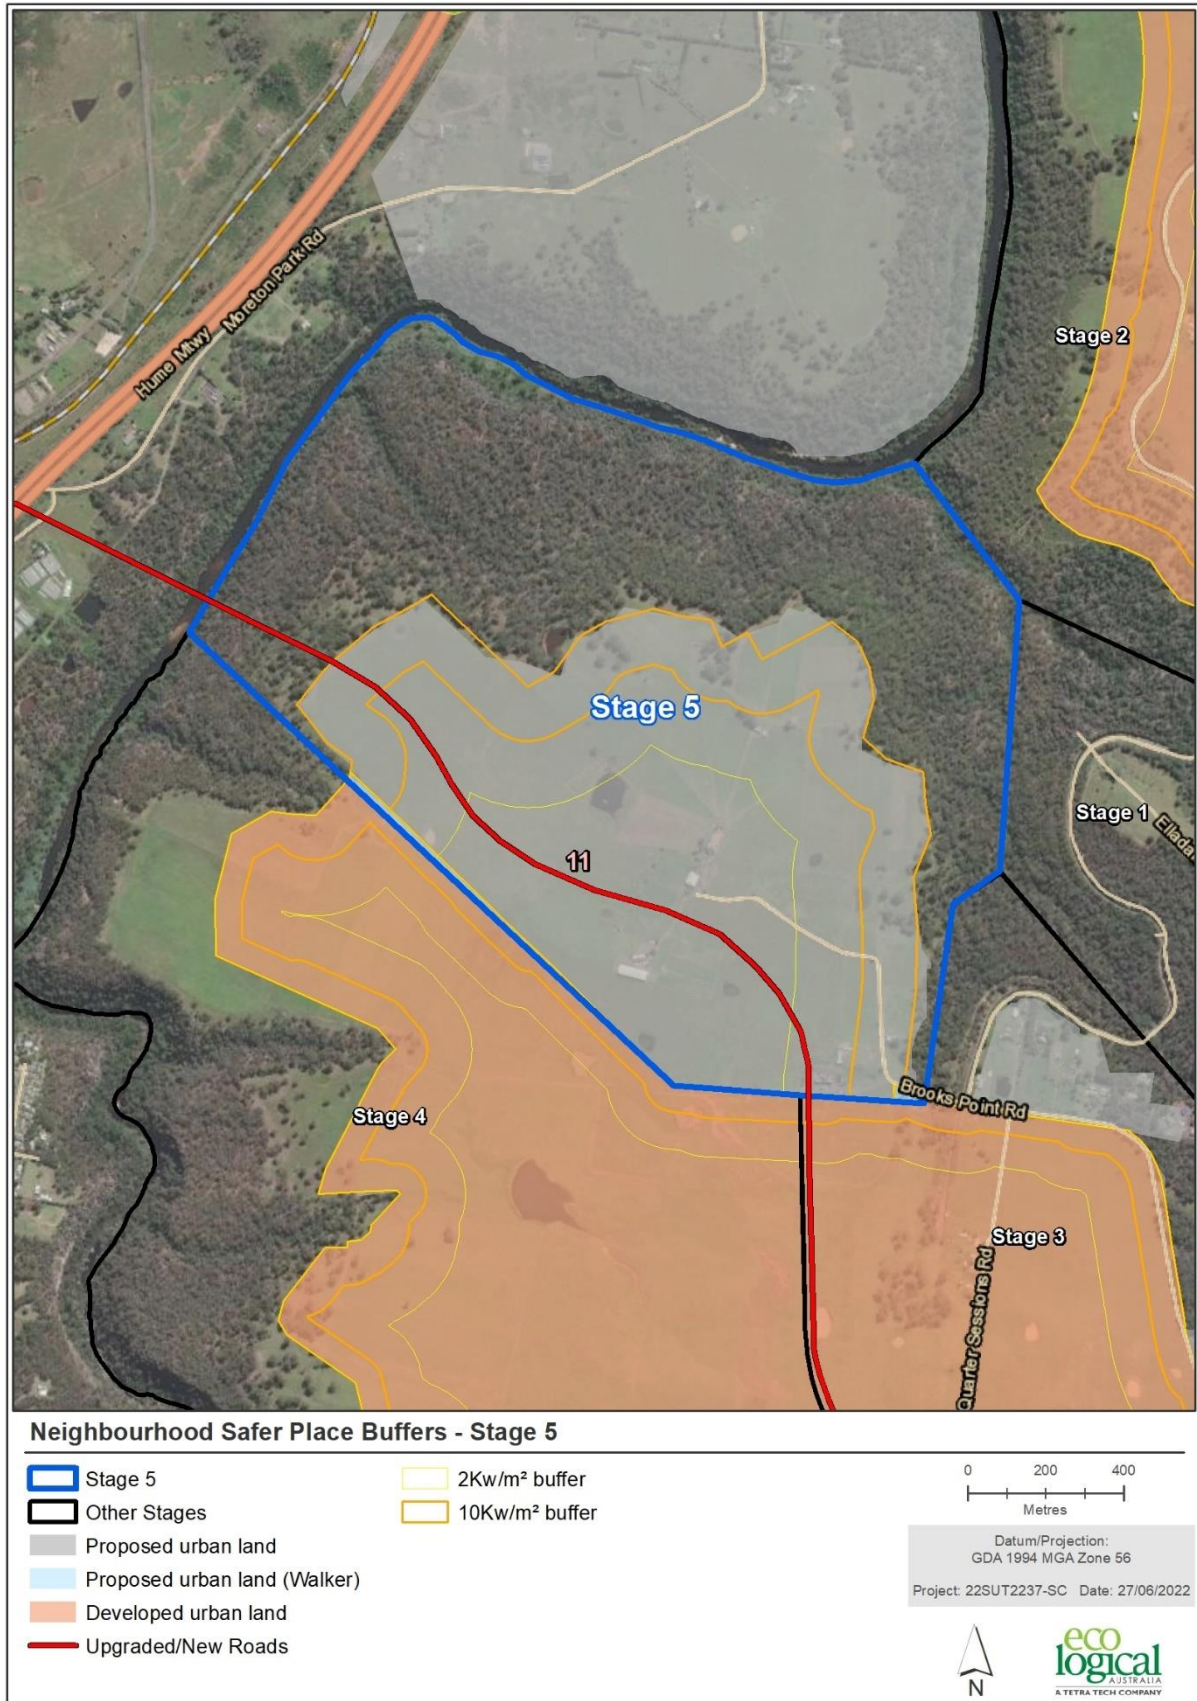 Hume Mtwy
Moreton Park Rd
Stage 2
Stage 5
Stage 1
11
Brooks Point Rd
Stage 4
Stage 3
Quarter Sessions Rd
Neighbourhood Safer Place Buffers - Stage 5
Stage 5
Other Stages
Proposed urban land
Proposed urban land (Walker)
Developed urban land
Upgraded/New Roads
2Kw/m² buffer
10Kw/m² buffer
0 200 400
Metres
Datum/Projection:
GDA 1994 MGA Zone 56
Project: 22SUT2237-SC Date: 27/06/2022
N
eco
logical
AUSTRALIA
A TETRA TECH COMPANY